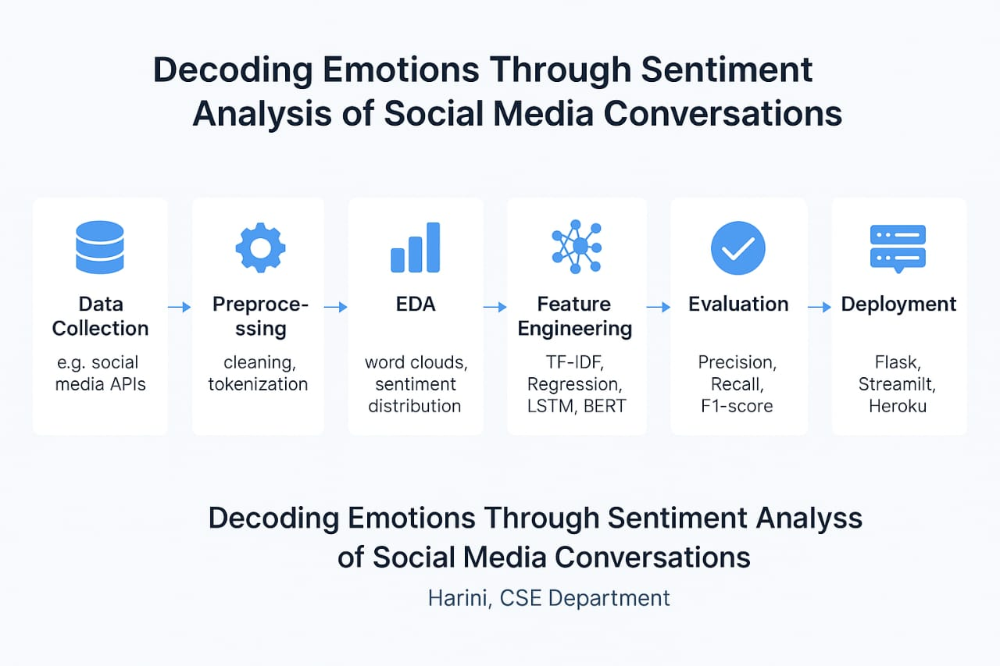 Decoding Emotions Through Sentiment
Analysis of Social Media Conversations
Data
Collection
e.g. social
media APIs
Preproce-
ssing
cleaning,
tokenization
EDA
word clouds,
sentiment
distribution
Feature
Engineering
TF-IDF,
Regression,
LSTM, BERT
Evaluation
Precision,
Recall,
F1-score
Deployment
Flask,
Streamilt,
Heroku
Decoding Emotions Through Sentiment Analyss
of Social Media Conversations
Harini, CSE Department